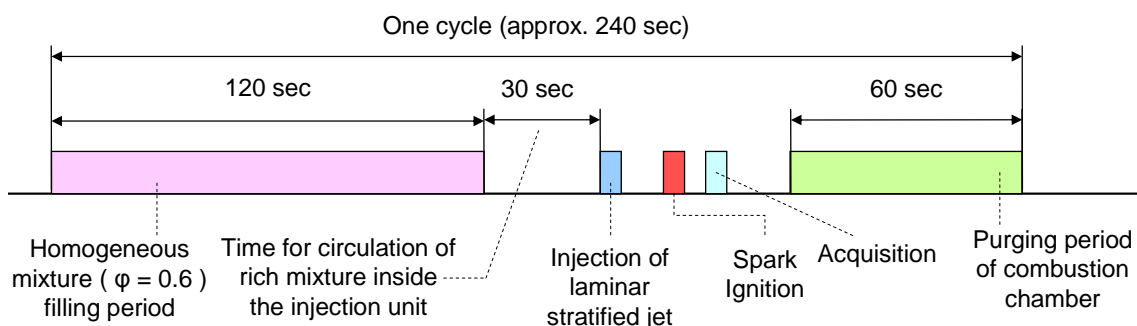 One cycle (approx. 240 sec)
120 sec
30 sec
60 sec
Homogeneous
mixture ( φ = 0.6 )
filling period
Time for circulation of
rich mixture inside
the injection unit
Injection of
laminar
stratified jet
Spark
Ignition
Acquisition
Purging period
of combustion
chamber